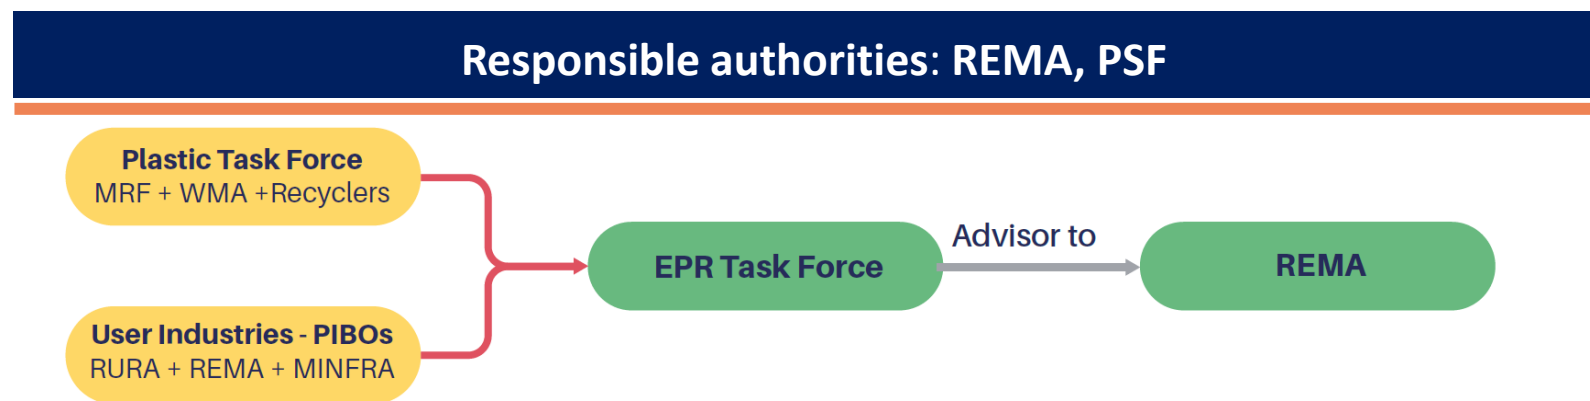 Responsible authorities: REMA, PSF
Plastic Task Force
MRF + WMA +Recyclers
User Industries - PIBOs
RURA + REMA + MINFRA
EPR Task Force
Advisor to
REMA